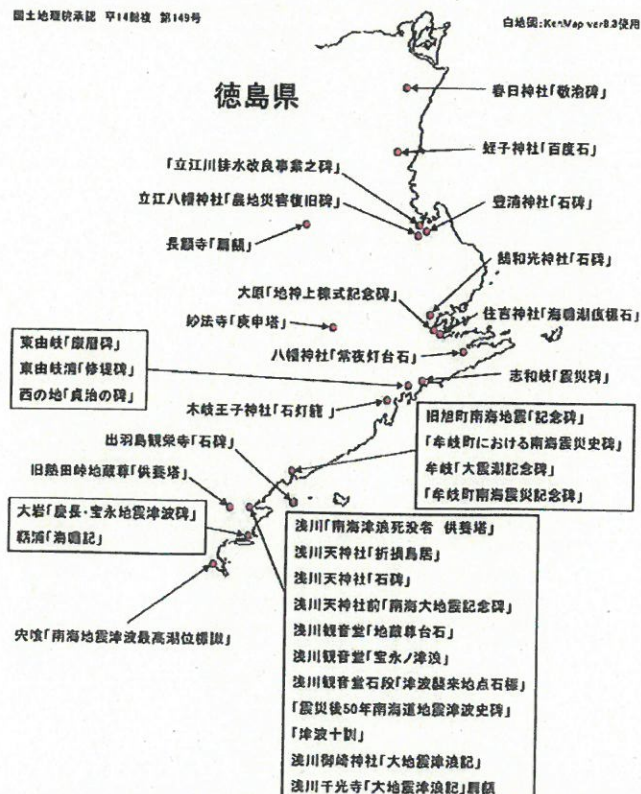 国土地理院承認 平14総複 第149号
白地図:KenMap ver8.3使用
徳島県
春日神社「敬渝碑」
蛭子神社「百度石」
「立江川排水改良事業之碑」
立江八幡神社「農地災害復旧碑」
登浦神社「石碑」
長願寺「扁額」
鵠和光神社「石碑」
大原「地神上棟式記念碑」
住吉神社「海嘯潮痕標石」
妙法寺「庚申塔」
八幡神社「常夜灯台石」
東由岐「康暦碑」
東由岐浦「修堤碑」
西の地「貞治の碑」
志和岐「震災碑」
木岐王子神社「石灯籠」
旧旭町南海地震「記念碑」
「牟岐町における南海震災史碑」
牟岐「大震潮記念碑」
「牟岐町南海震災記念碑」
出羽島観栄寺「石碑」
旧熟田峠地蔵尊「供養塔」
大岩「慶長・宝永地震津波碑」
鞆浦「海嘯記」
浅川「南海津浪死没者 供養塔」
浅川天神社「折損鳥居」
浅川天神社「石碑」
浅川天神社前「南海大地震記念碑」
浅川観音堂「地蔵尊台石」
浅川観音堂「宝永ノ津浪」
浅川観音堂石段「津波襲来地点石標」
「震災後50年南海道地震津波史碑」
「津波十訓」
浅川御崎神社「大地震津浪記」
浅川千光寺「大地震津浪記」扁額
宍喰「南海地震津波最高潮位標識」